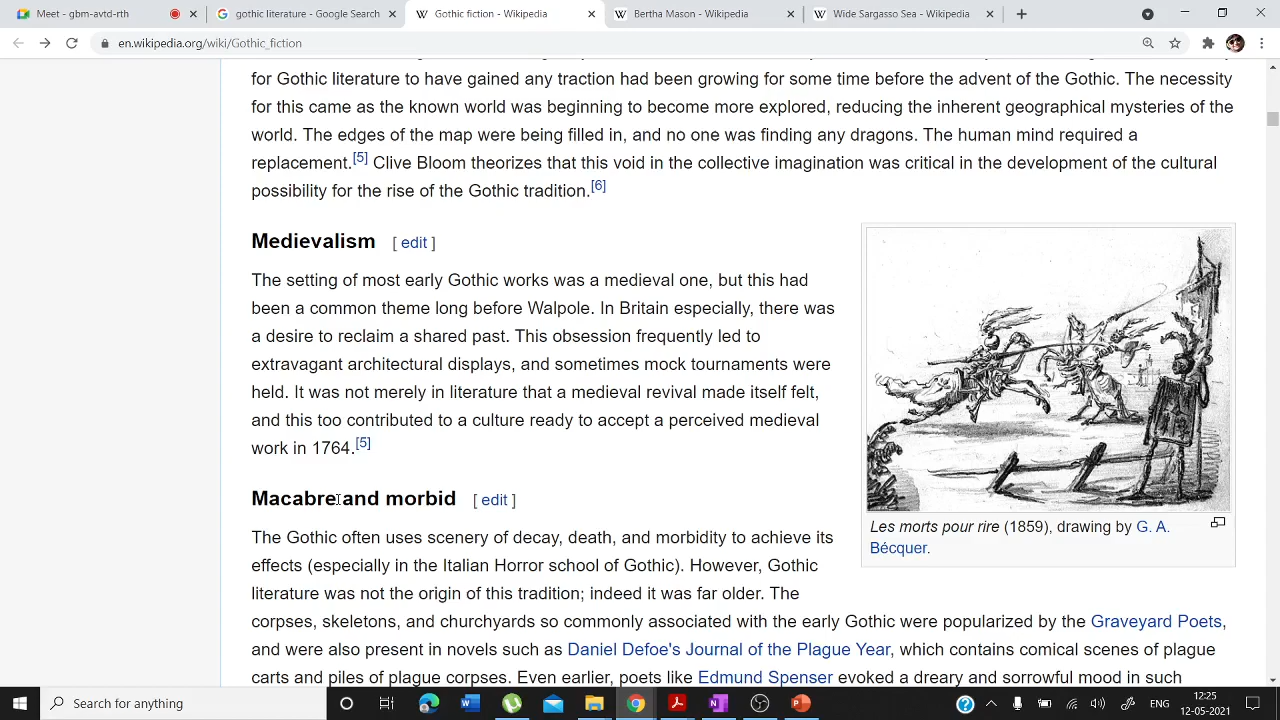 Meet - gbm-avtd-rth
gothic literature - Google Search
Gothic fiction - Wikipedia
Bertha Mason - Wikipedia
Wide Sargasso Sea - Wikipedia
en.wikipedia.org/wiki/Gothic_fiction
for Gothic literature to have gained any traction had been growing for some time before the advent of the Gothic. The necessity
for this came as the known world was beginning to become more explored, reducing the inherent geographical mysteries of the
world. The edges of the map were being filled in, and no one was finding any dragons. The human mind required a
replacement.[5] Clive Bloom theorizes that this void in the collective imagination was critical in the development of the cultural
possibility for the rise of the Gothic tradition.[6]
Medievalism [ edit ]
The setting of most early Gothic works was a medieval one, but this had
been a common theme long before Walpole. In Britain especially, there was
a desire to reclaim a shared past. This obsession frequently led to
extravagant architectural displays, and sometimes mock tournaments were
held. It was not merely in literature that a medieval revival made itself felt,
and this too contributed to a culture ready to accept a perceived medieval
work in 1764.[5]
Les morts pour rire (1859), drawing by G. A.
Bécquer.
Macabre and morbid [ edit ]
The Gothic often uses scenery of decay, death, and morbidity to achieve its
effects (especially in the Italian Horror school of Gothic). However, Gothic
literature was not the origin of this tradition; indeed it was far older. The
corpses, skeletons, and churchyards so commonly associated with the early Gothic were popularized by the Graveyard Poets,
and were also present in novels such as Daniel Defoe's Journal of the Plague Year, which contains comical scenes of plague
carts and piles of plague corpses. Even earlier, poets like Edmund Spenser evoked a dreary and sorrowful mood in such
Search for anything
ENG
12:25
12-05-2021